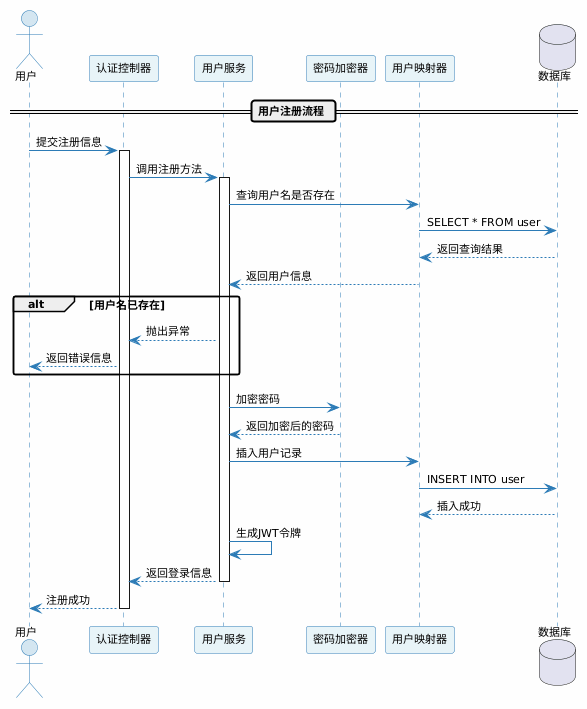 用户
认证控制器
用户服务
密码加密器
用户映射器
数据库
用户注册流程
提交注册信息
调用注册方法
查询用户名是否存在
SELECT * FROM user
返回查询结果
返回用户信息
alt
[用户名已存在]
抛出异常
返回错误信息
加密密码
返回加密后的密码
插入用户记录
INSERT INTO user
插入成功
生成JWT令牌
返回登录信息
注册成功
用户
认证控制器
用户服务
密码加密器
用户映射器
数据库